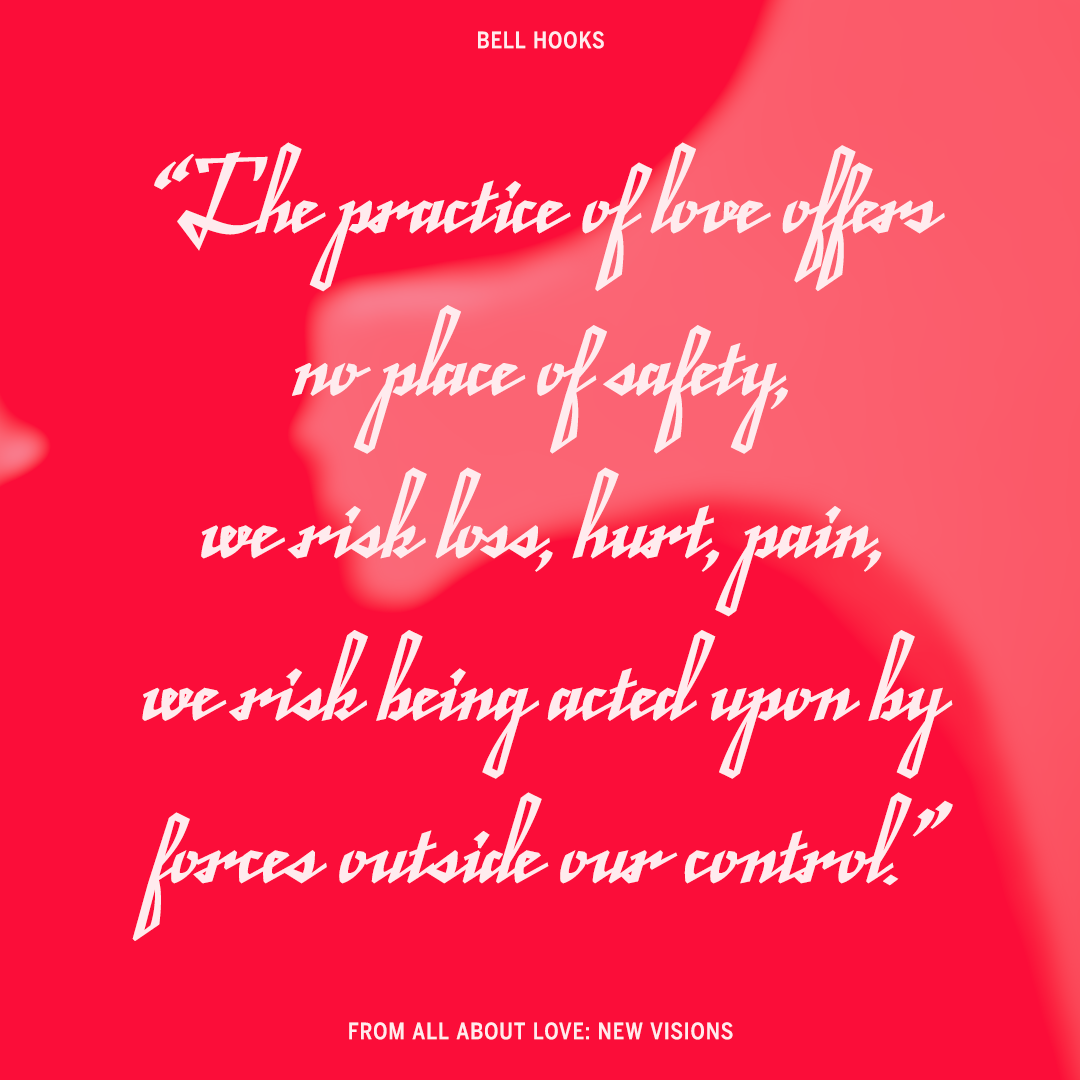 BELL HOOKS
“The practice of love offers
no place of safety,
we risk loss, hurt, pain,
we risk being acted upon by
forces outside our control.”
FROM ALL ABOUT LOVE: NEW VISIONS